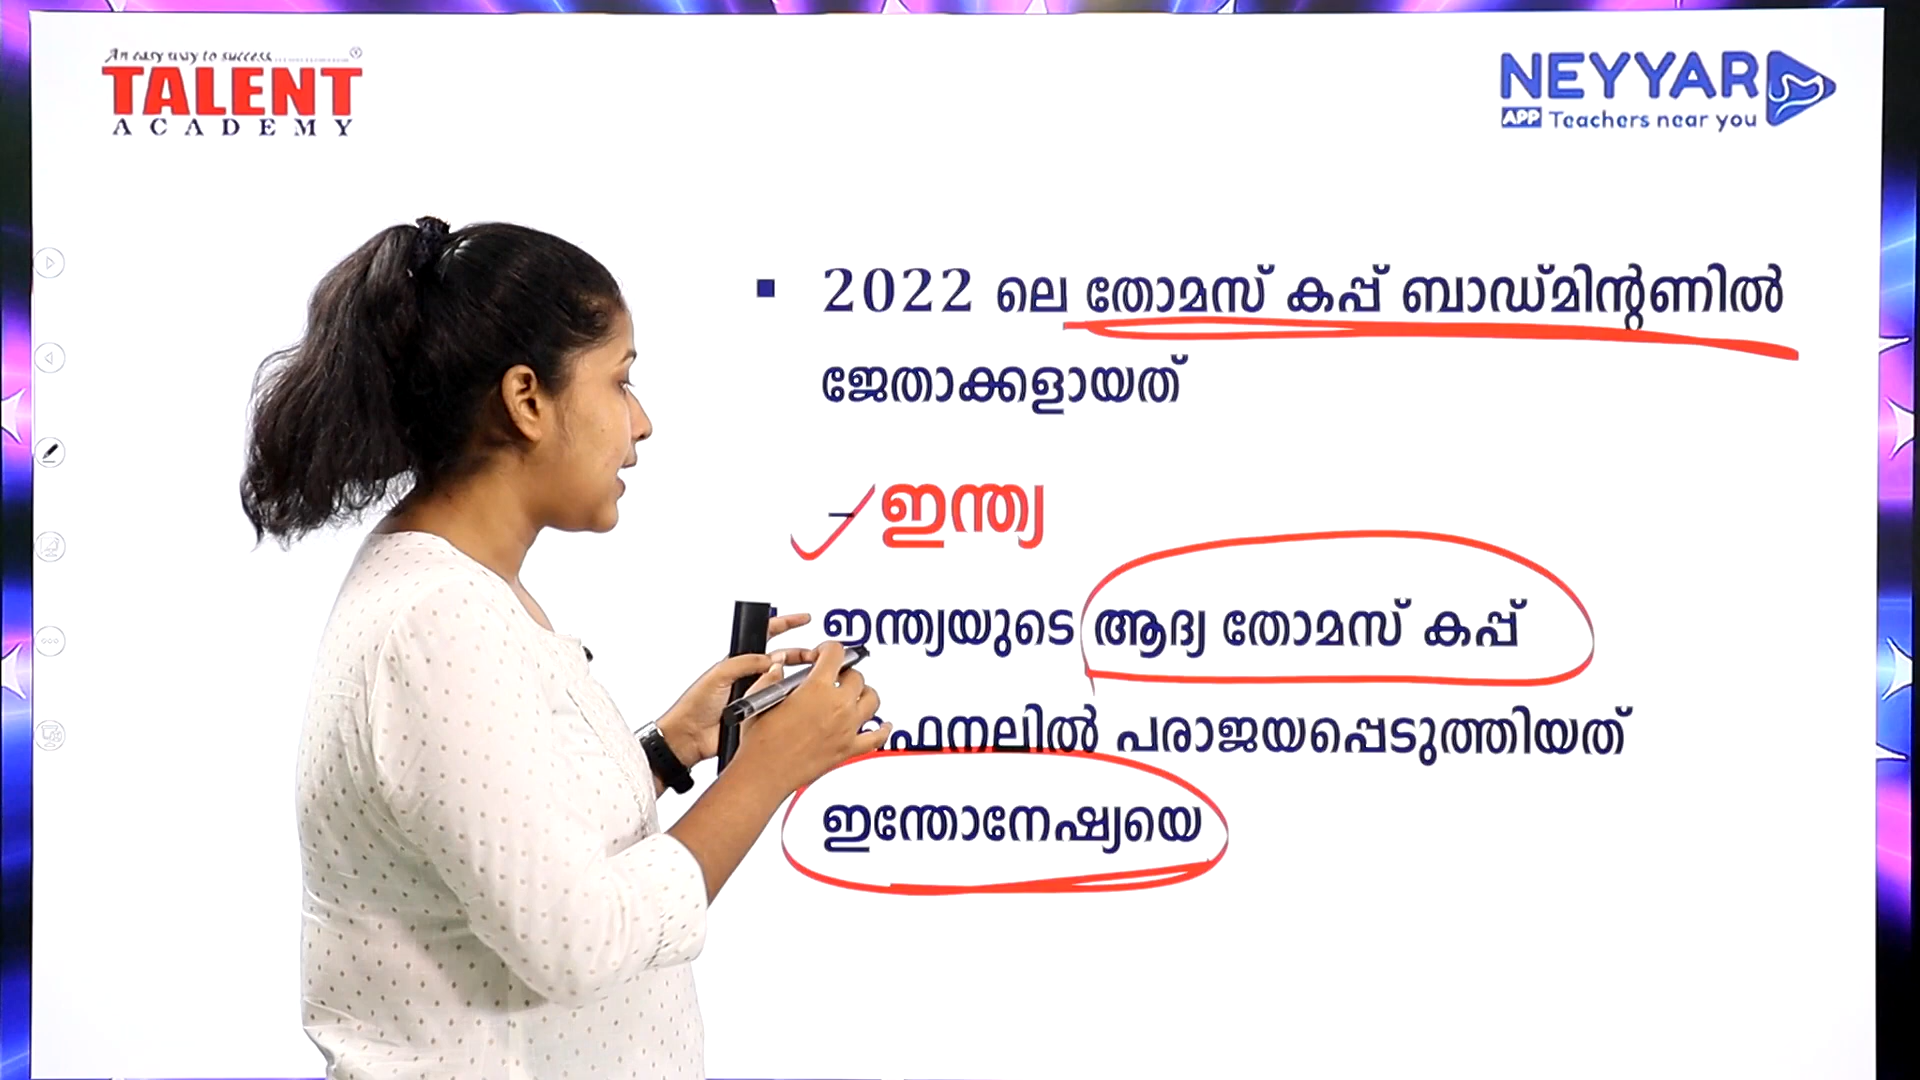 An easy way to success
TALENT
ACADEMY
NEYYAR
APP Teachers near you
▪ 2022 ലെ തോമസ് കപ്പ് ബാഡ്മിന്റണിൽ
ജേതാക്കളായത്
– ഇന്ത്യ
ഇന്ത്യയുടെ ആദ്യ തോമസ് കപ്പ്
പരാജയപ്പെടുത്തിയത്
ഇന്തോനേഷ്യയെ